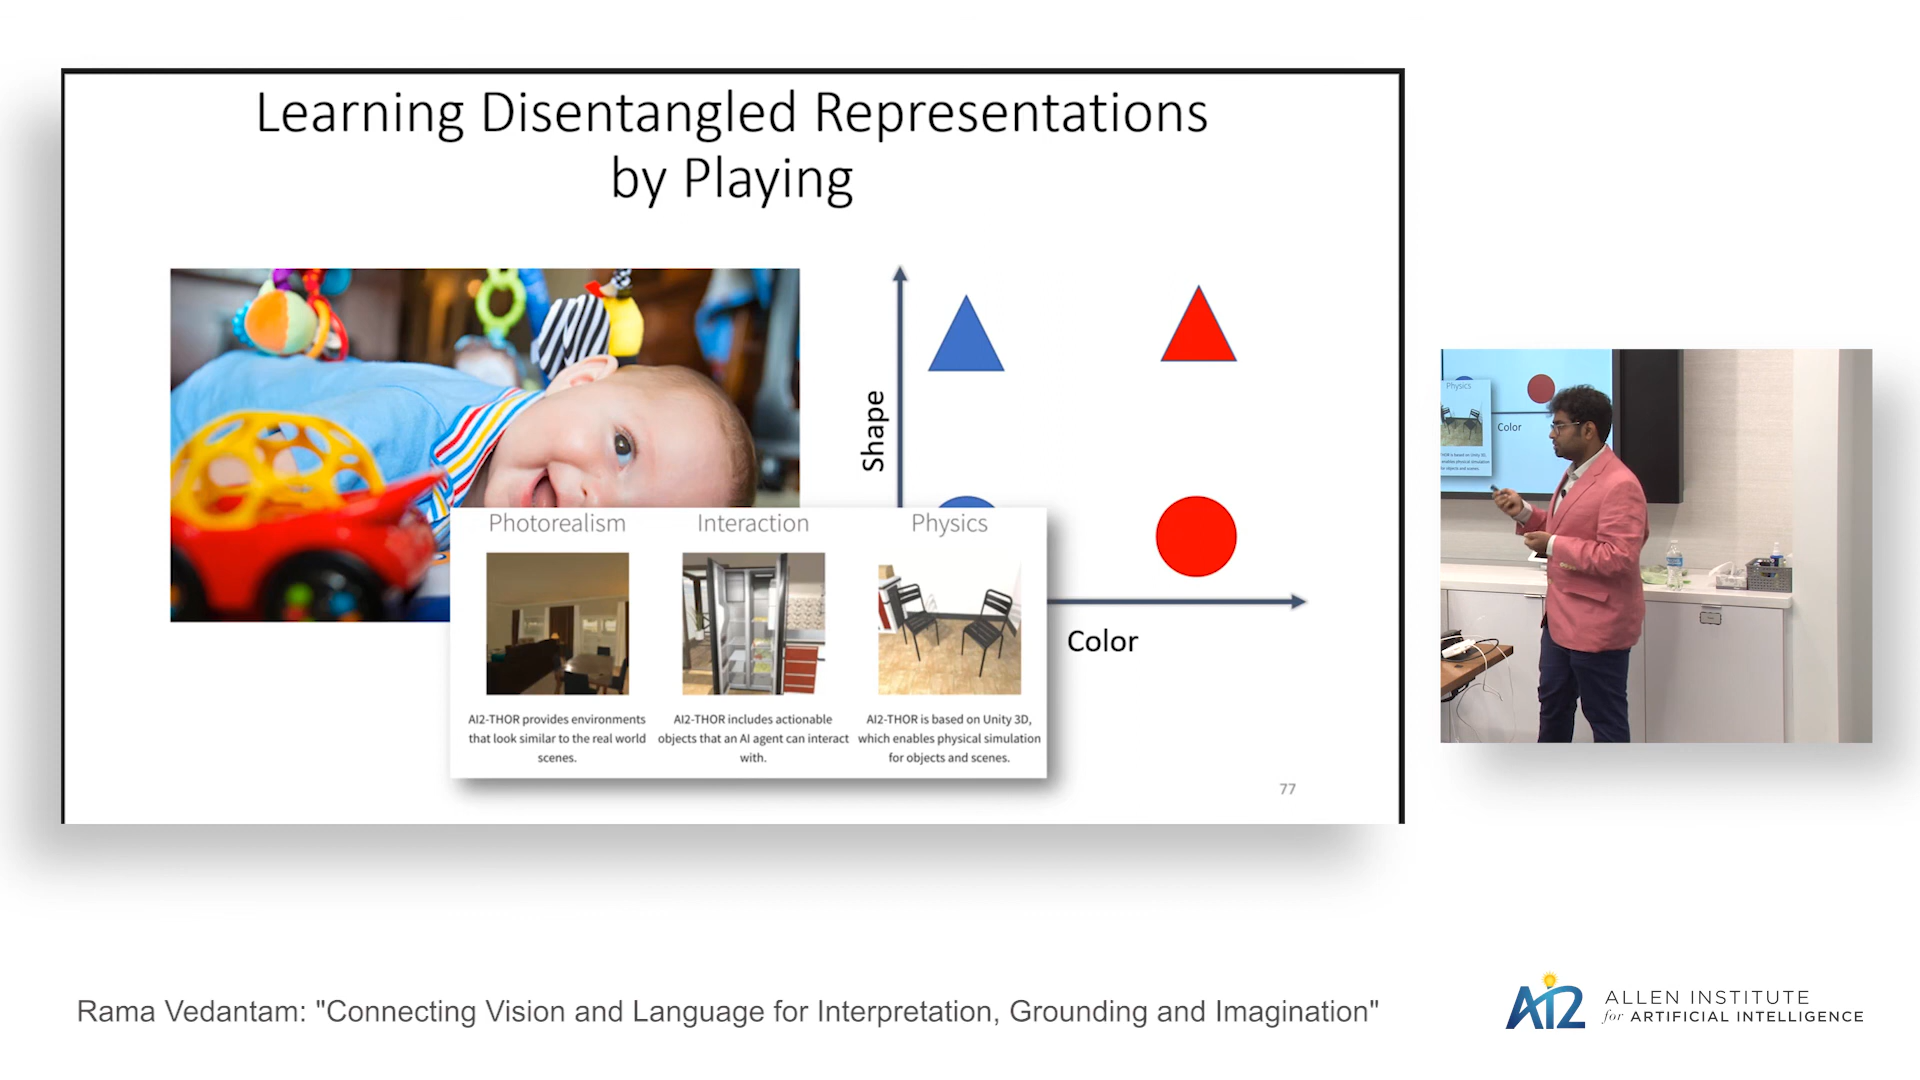 Learning Disentangled Representations
by Playing
Shape
Color
Photorealism
Interaction
Physics
AI2-THOR provides environments
that look similar to the real world
scenes.
AI2-THOR includes actionable
objects that an AI agent can interact
with.
AI2-THOR is based on Unity 3D,
which enables physical simulation
for objects and scenes.
77
Physics
Color
Rama Vedantam: "Connecting Vision and Language for Interpretation, Grounding and Imagination"
AI2
ALLEN INSTITUTE
for ARTIFICIAL INTELLIGENCE